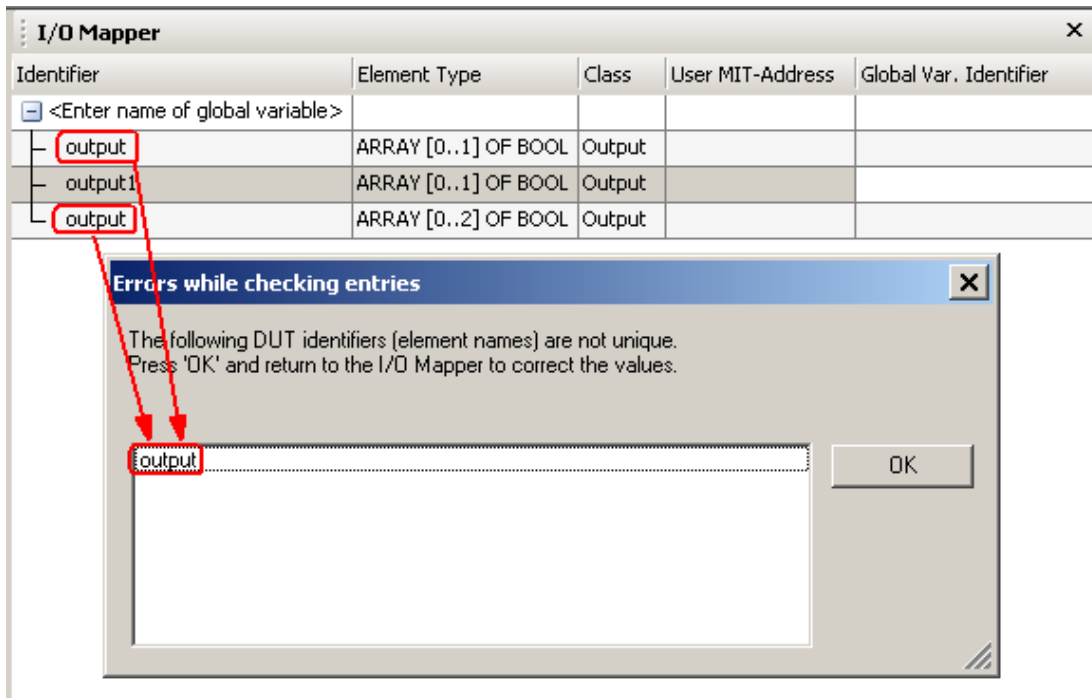 I/O Mapper
Identifier Element Type Class User MIT-Address Global Var. Identifier
<Enter name of global variable>
output ARRAY [0..1] OF BOOL Output
output1 ARRAY [0..1] OF BOOL Output
output ARRAY [0..2] OF BOOL Output
Errors while checking entries
The following DUT identifiers (element names) are not unique.
Press 'OK' and return to the I/O Mapper to correct the values.
output
OK